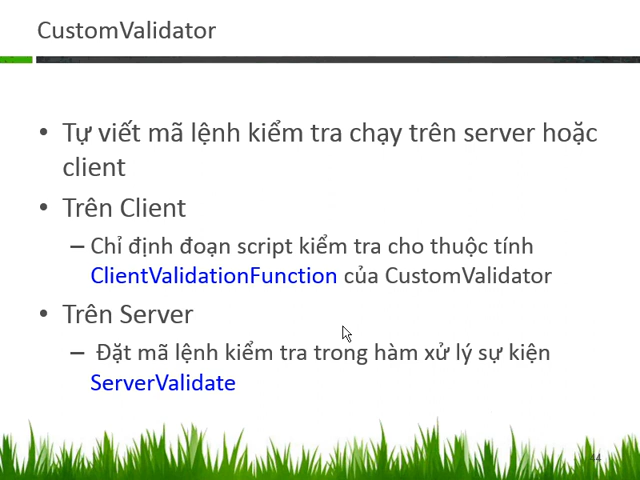 CustomValidator
• Tự viết mã lệnh kiểm tra chạy trên server hoặc
client
• Trên Client
– Chỉ định đoạn script kiểm tra cho thuộc tính
ClientValidationFunction của CustomValidator
• Trên Server
– Đặt mã lệnh kiểm tra trong hàm xử lý sự kiện
ServerValidate
44